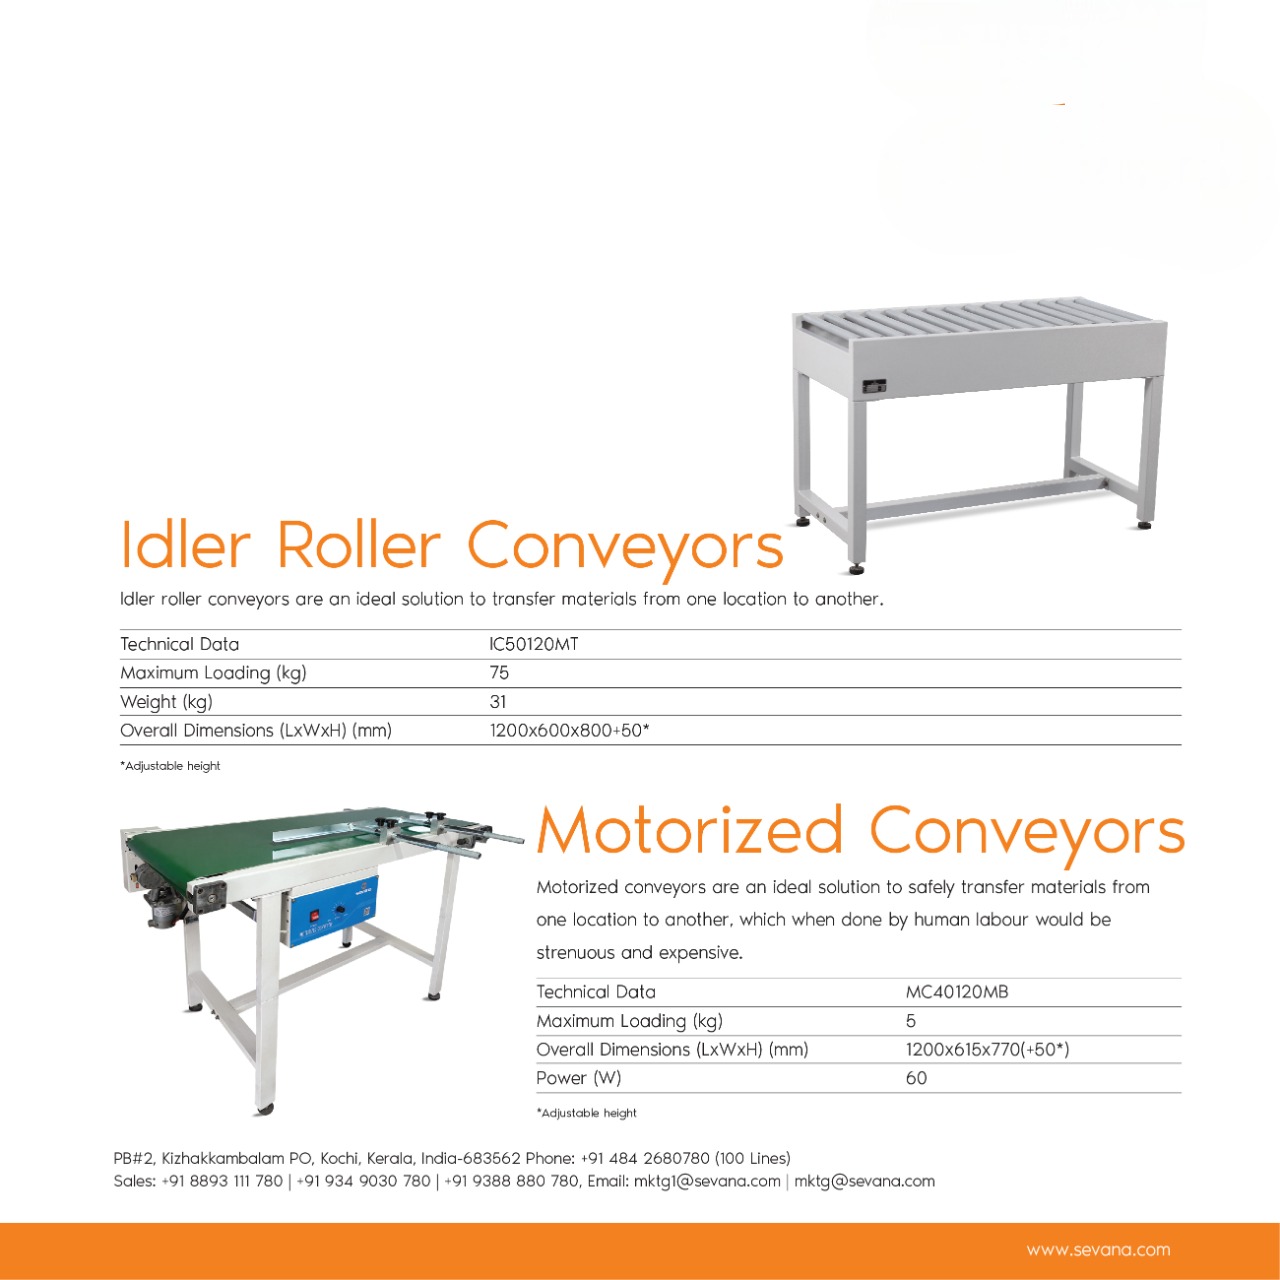 Idler Roller Conveyors
Idler roller conveyors are an ideal solution to transfer materials from one location to another.
Technical Data IC50120MT
Maximum Loading (kg) 75
Weight (kg) 31
Overall Dimensions (LxWxH) (mm) 1200x600x800+50*
*Adjustable height
Motorized Conveyors
Motorized conveyors are an ideal solution to safely transfer materials from
one location to another, which when done by human labour would be
strenuous and expensive.
Technical Data MC40120MB
Maximum Loading (kg) 5
Overall Dimensions (LxWxH) (mm) 1200x615x770(+50*)
Power (W) 60
*Adjustable height
PB#2, Kizhakkambalam PO, Kochi, Kerala, India-683562 Phone: +91 484 2680780 (100 Lines)
Sales: +91 8893 111 780 | +91 934 9030 780 | +91 9388 880 780, Email: mktg1@sevana.com | mktg@sevana.com
www.sevana.com